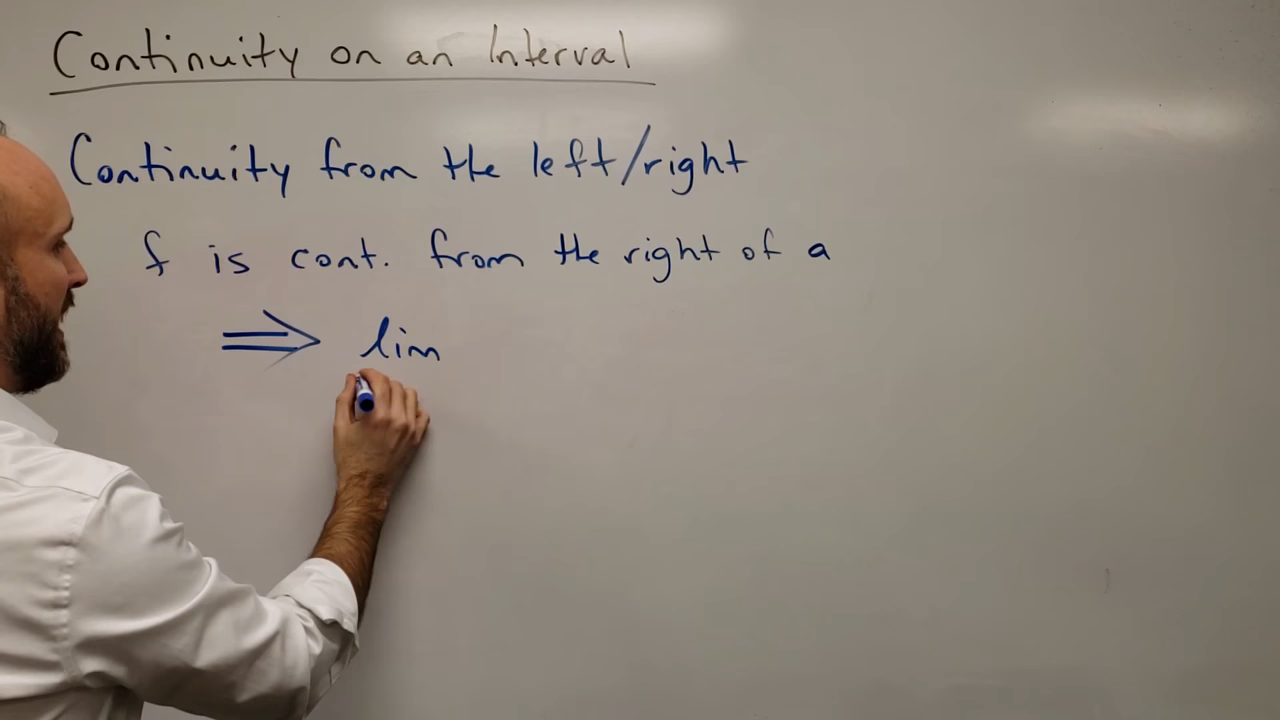 Continuity on an Interval
Continuity from the left/right
f is cont. from the right of a
⇒ lim